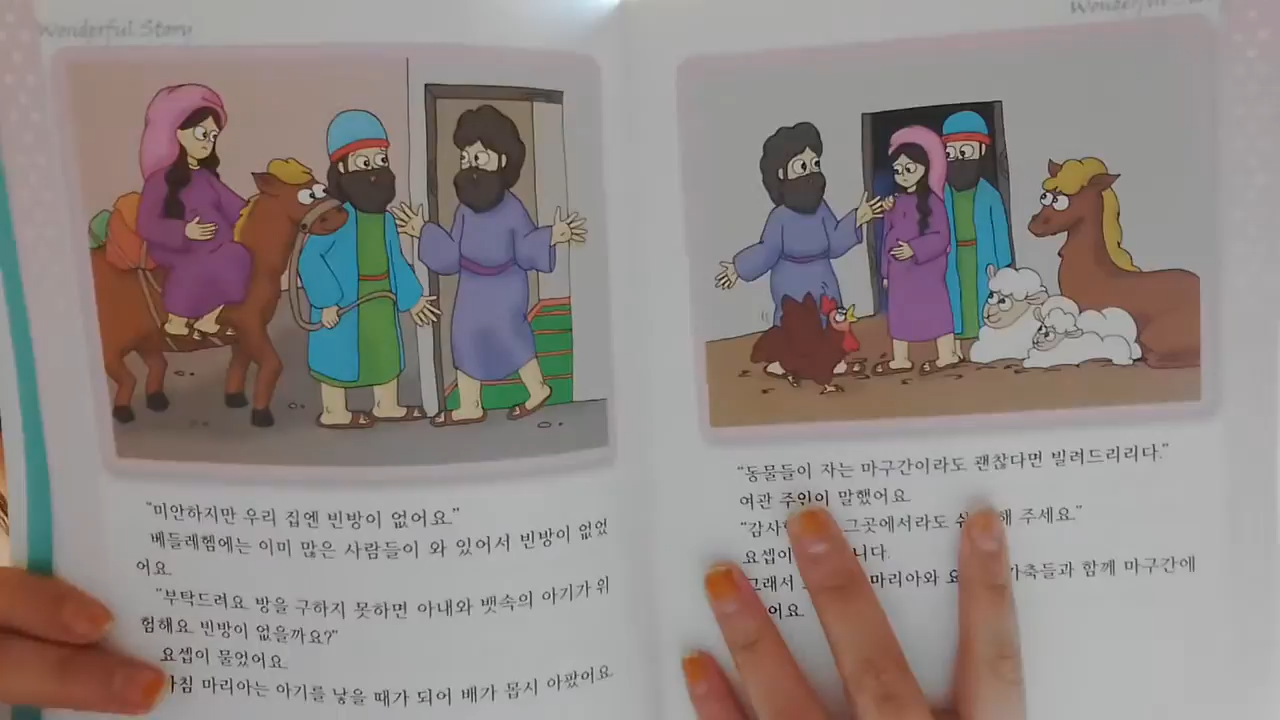 Wonderful Story
"미안하지만 우리 집엔 빈방이 없어요."
베들레헴에는 이미 많은 사람들이 와 있어서 빈방이 없었
어요.
"부탁드려요. 방을 구하지 못하면 아내와 뱃속의 아기가 위
험해요. 빈방이 없을까요?"
요셉이 물었어요.
마침 마리아는 아기를 낳을 때가 되어 배가 몹시 아팠어요.
Wonderful
"동물들이 자는 마구간이라도 괜찮다면 빌려드리리다."
여관 주인이 말했어요.
그곳에서라도 주세요."
요셉이
그래서 마리아와 함께 마구간에